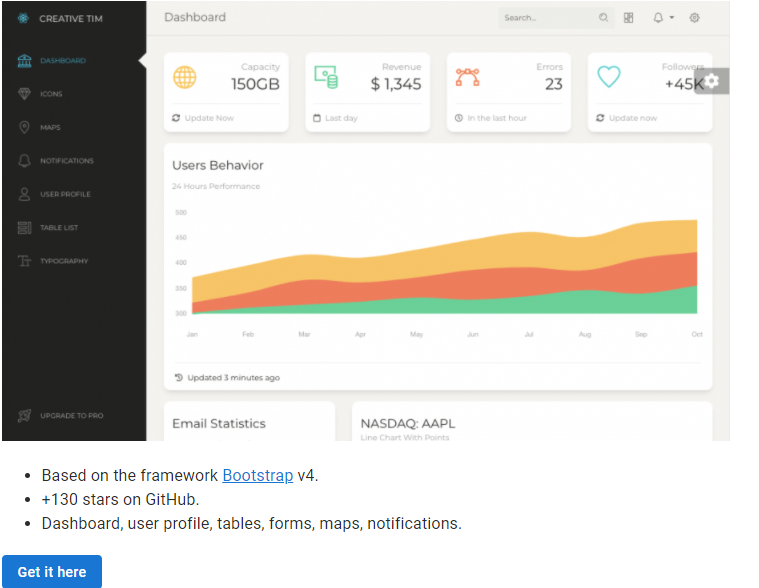 CREATIVE TIM
DASHBOARD
ICONS
MAPS
NOTIFICATIONS
USER PROFILE
TABLE LIST
TYPOGRAPHY
UPGRADE TO PRO
Dashboard
Search...
Capacity
150GB
Update Now
Revenue
$ 1,345
Last day
Errors
23
In the last hour
Followers
+45K
Update now
Users Behavior
24 Hours Performance
500
450
400
350
300
Jan Feb Mar Apr May Jun Jul Aug Sep Oct
Updated 3 minutes ago
Email Statistics
NASDAQ: AAPL
Line Chart With Points
Based on the framework Bootstrap v4.
+130 stars on GitHub.
Dashboard, user profile, tables, forms, maps, notifications.
Get it here